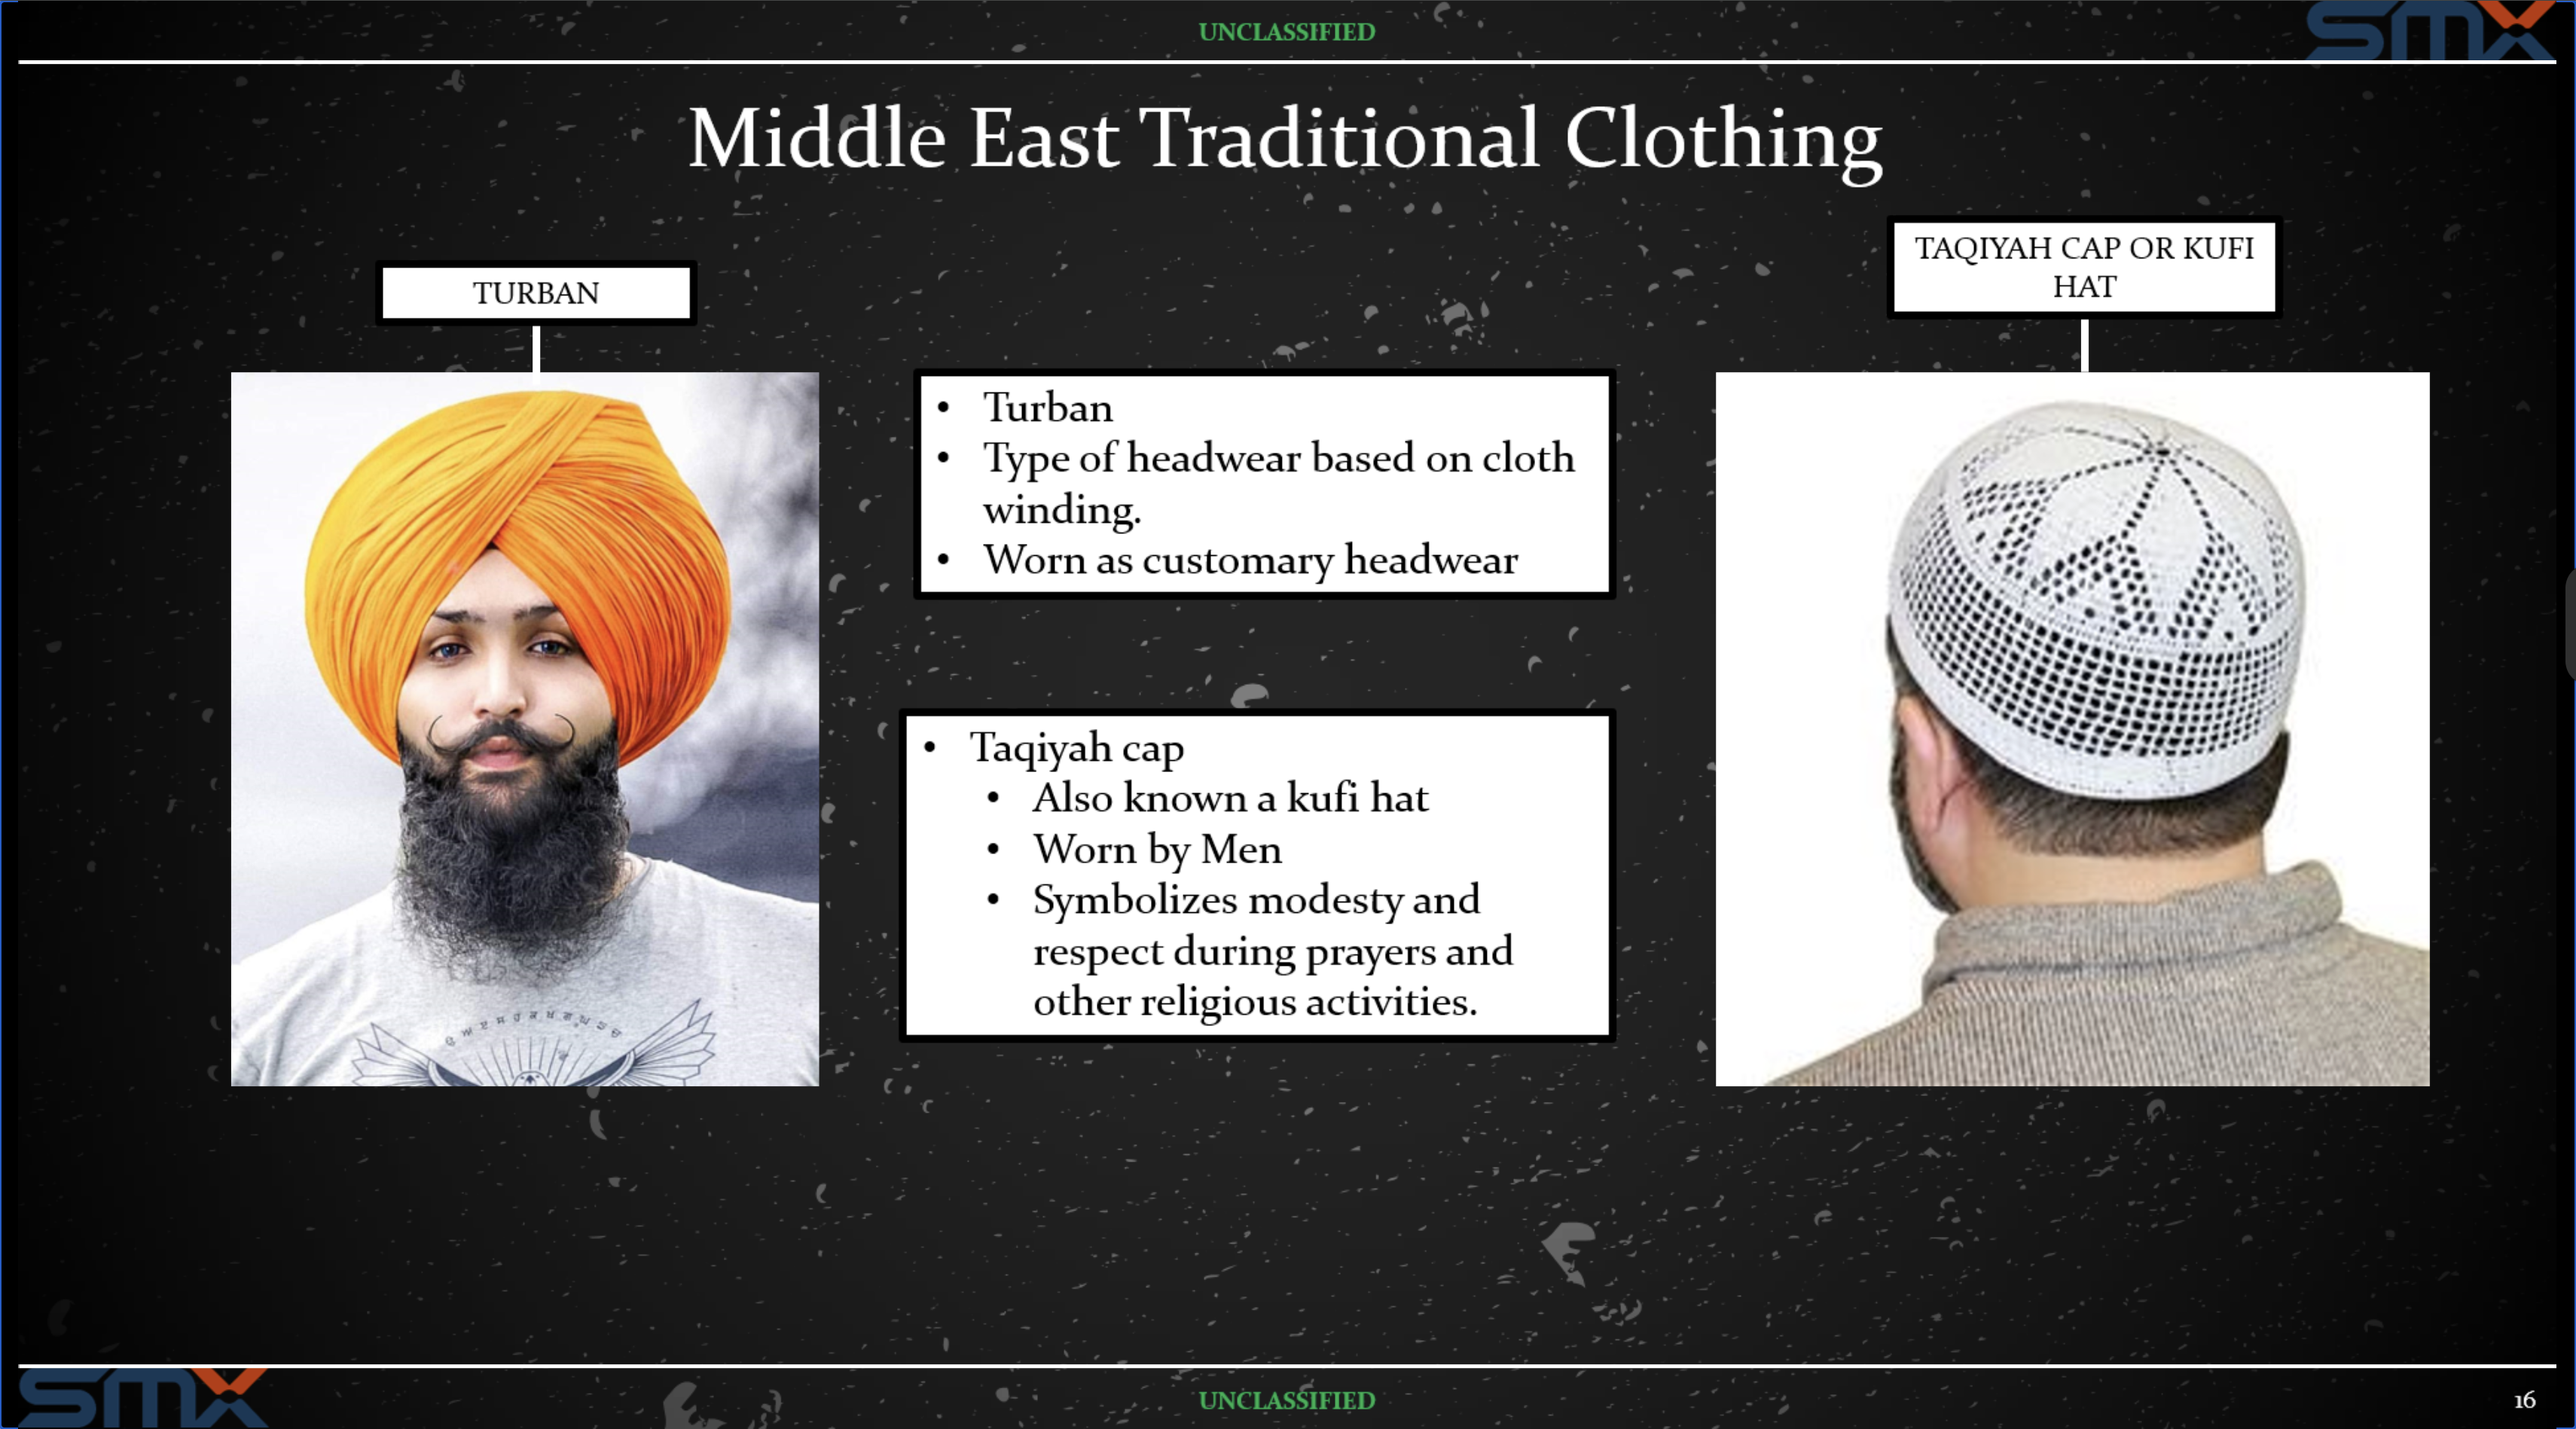 UNCLASSIFIED
SMX
Middle East Traditional Clothing
TURBAN
TAQIYAH CAP OR KUFI
HAT
• Turban
• Type of headwear based on cloth
winding.
• Worn as customary headwear
• Taqiyah cap
• Also known a kufi hat
• Worn by Men
• Symbolizes modesty and
respect during prayers and
other religious activities.
SMX
UNCLASSIFIED
16